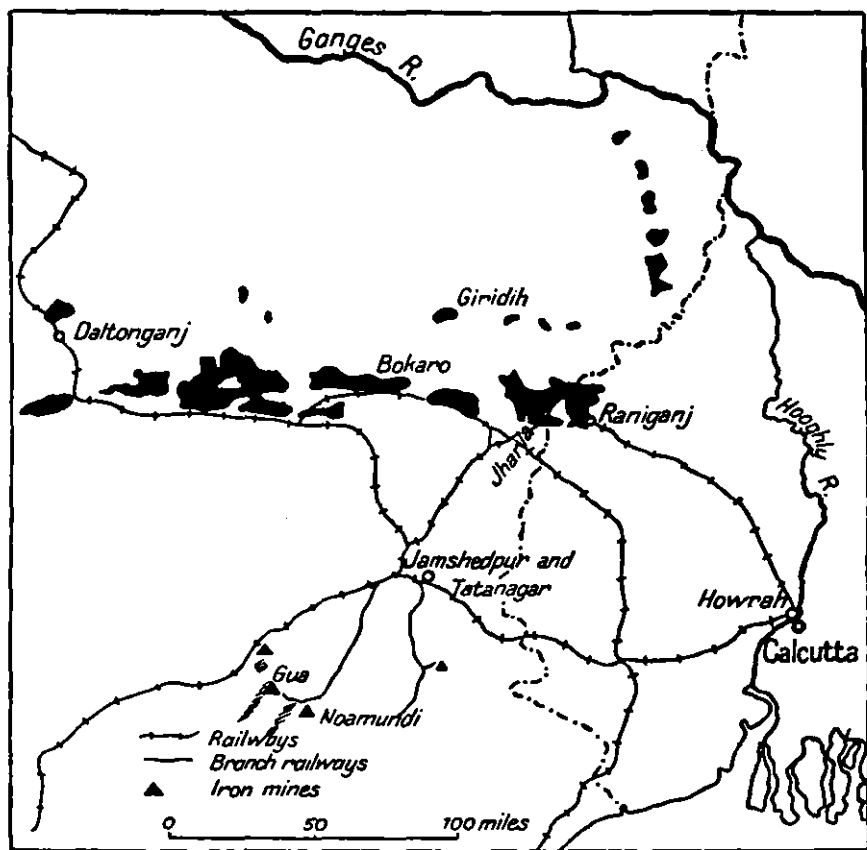 Ganges
R.
Giridih
Daltonganj
Bokaro
Raniganj
Jharia
Hooghly R.
Jamshedpur and
Tatanagar
Howrah
Calcutta
Gua
Noamundi
Railways
Branch railways
Iron mines
0 50 100 miles